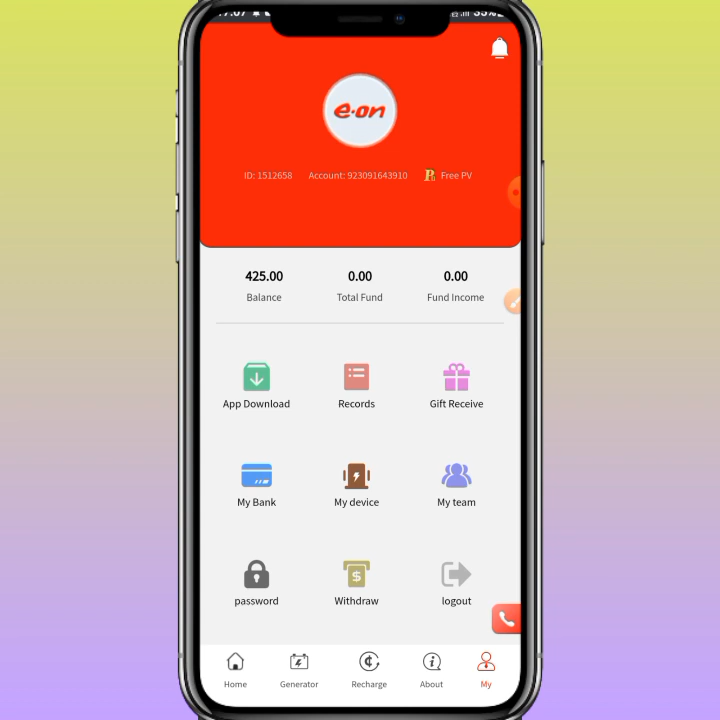 e·on
ID: 1512658 Account: 923091643910 Free PV
425.00 0.00 0.00
Balance Total Fund Fund Income
App Download Records Gift Receive
My Bank My device My team
password Withdraw logout
Home Generator Recharge About My